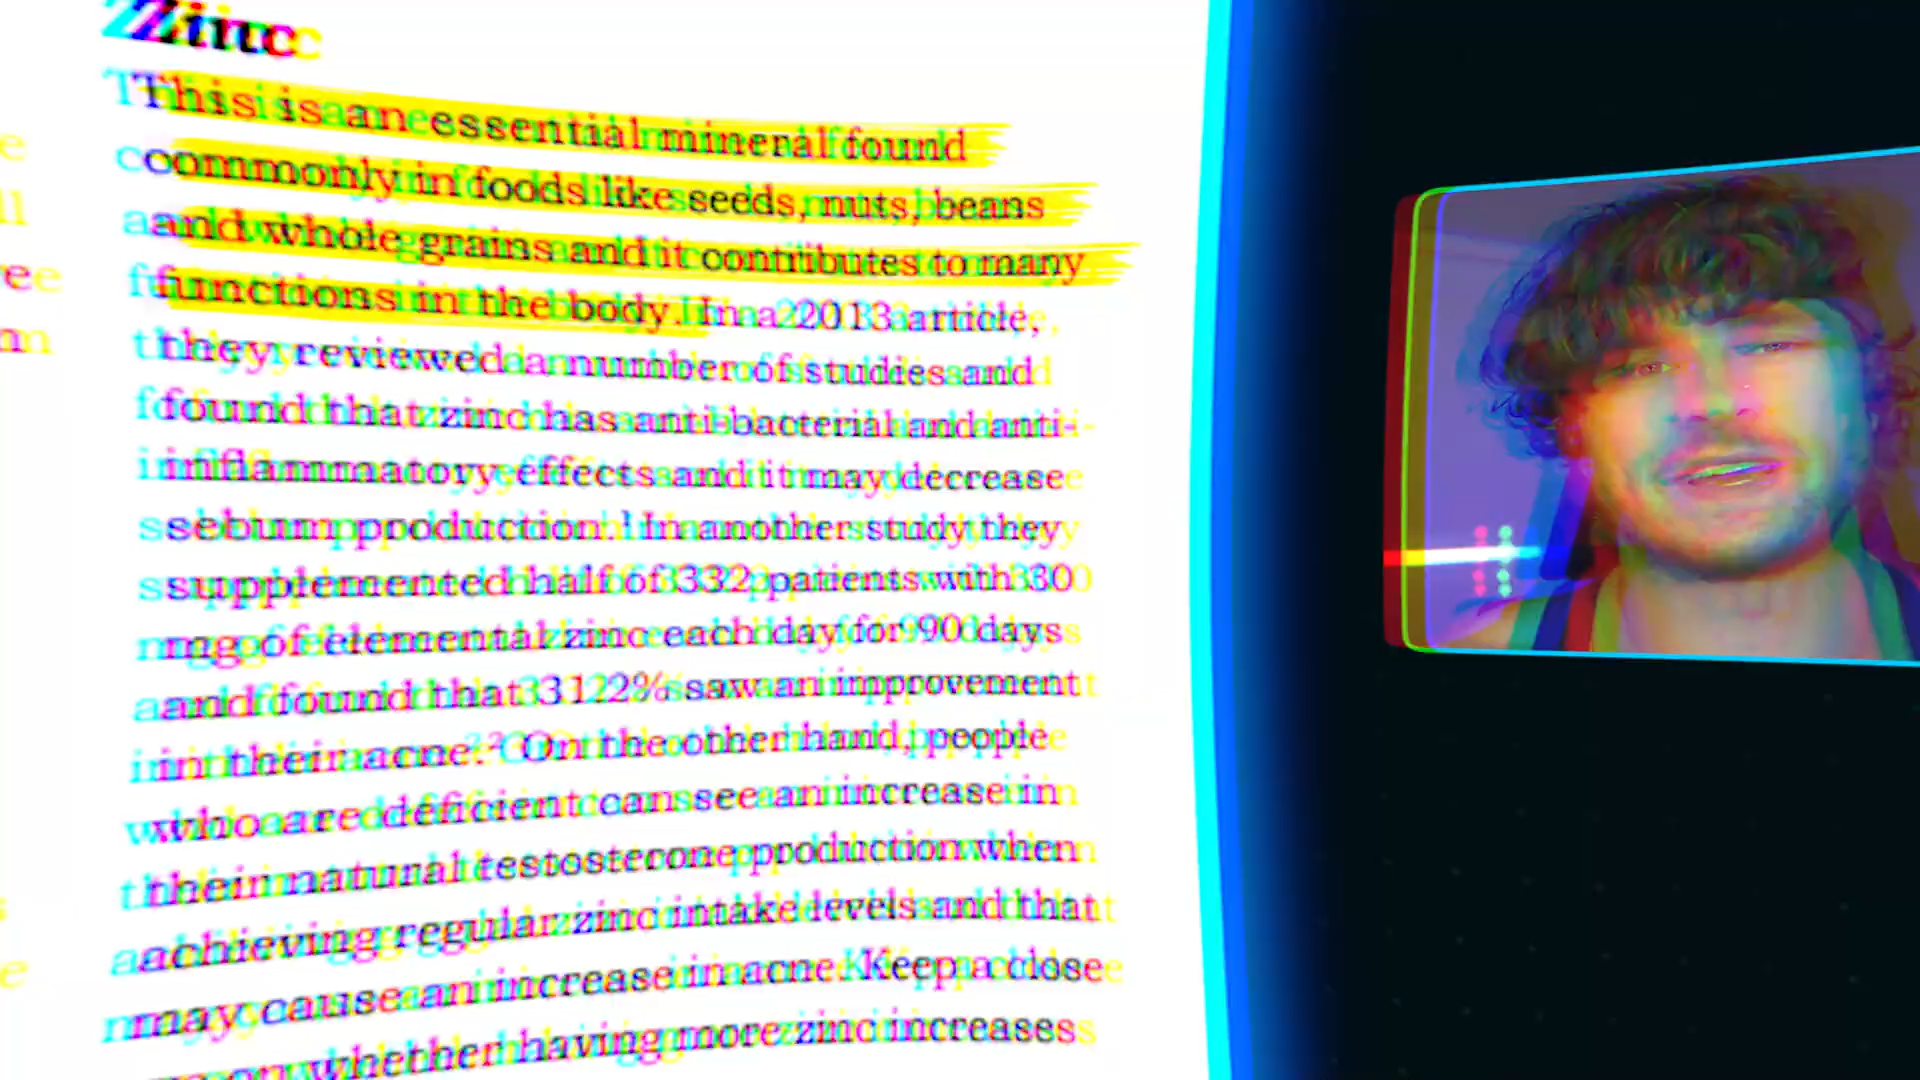 Zinc
This is an essential mineral found
commonly in foods like seeds, nuts, beans
and whole grains and it contributes to many
functions in the body. In a 2013 article,
they reviewed a number of studies and
found that zinc has anti-bacterial and anti-
inflammatory effects and it may decrease
sebum production.¹ In another study they
supplemented half of 332 patients with 30
mg of elemental zinc each day for 90 days
and found that 31.2% saw an improvement
in their acne.² On the other hand, people
who are deficient can see an increase in
their natural testosterone production when
achieving regular zinc intake levels and that
may cause an increase in acne. Keep a close
on whether having more zinc increases